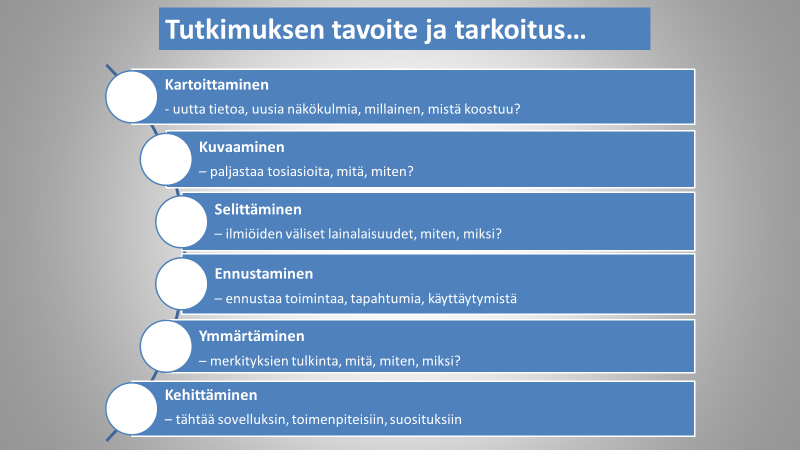 Tutkimuksen tavoite ja tarkoitus…
Kartoittaminen
- uutta tietoa, uusia näkökulmia, millainen, mistä koostuu?
Kuvaaminen
– paljastaa tosiasioita, mitä, miten?
Selittäminen
– ilmiöiden väliset lainalaisuudet, miten, miksi?
Ennustaminen
– ennustaa toimintaa, tapahtumia, käyttäytymistä
Ymmärtäminen
– merkityksien tulkinta, mitä, miten, miksi?
Kehittäminen
– tähtää sovelluksin, toimenpiteisiin, suosituksiin